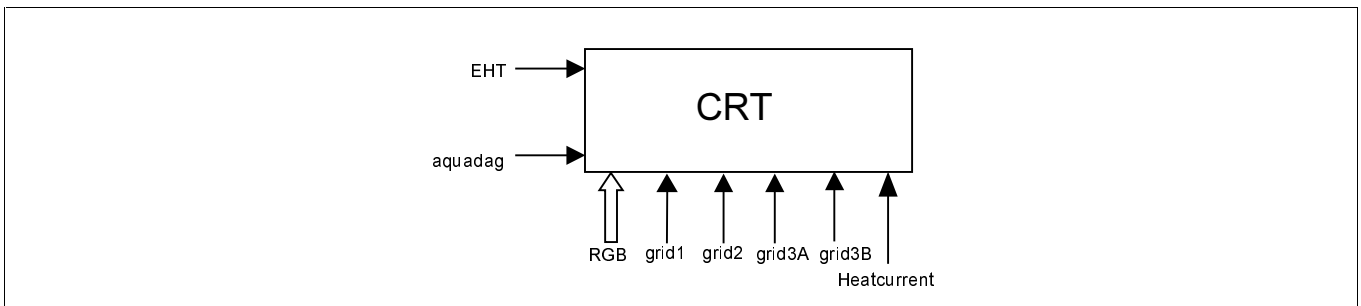 EHT
CRT
aquadag
RGB
grid1
grid2
grid3A
grid3B
Heatcurrent